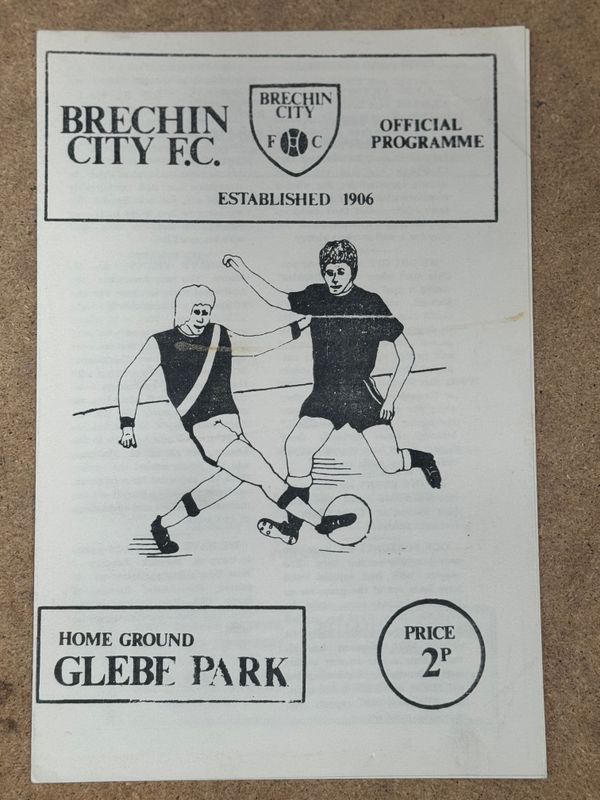 BRECHIN
CITY F.C.
BRECHIN
CITY
F C
OFFICIAL
PROGRAMME
ESTABLISHED 1906
HOME GROUND
GLEBE PARK
PRICE
2P